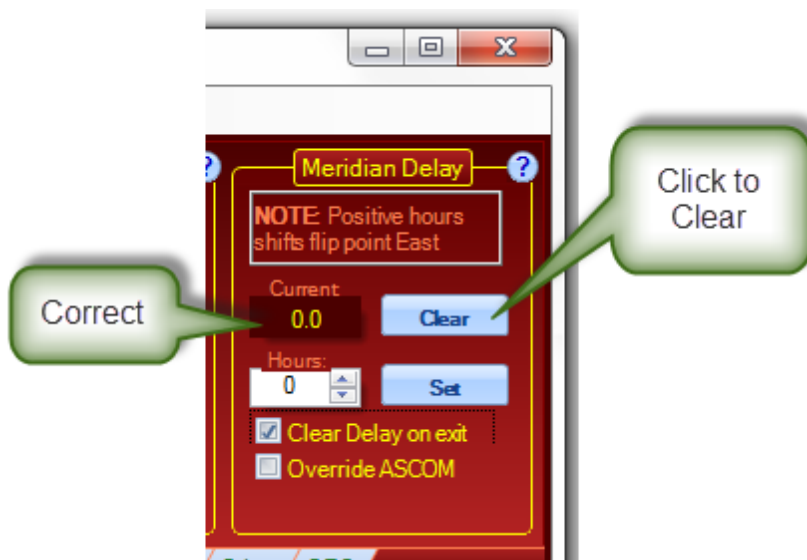 Meridian Delay
?
?
NOTE: Positive hours
shifts flip point East
Click to
Clear
Correct
Current:
0.0
Clear
Hours:
0
Set
Clear Delay on exit
Override ASCOM